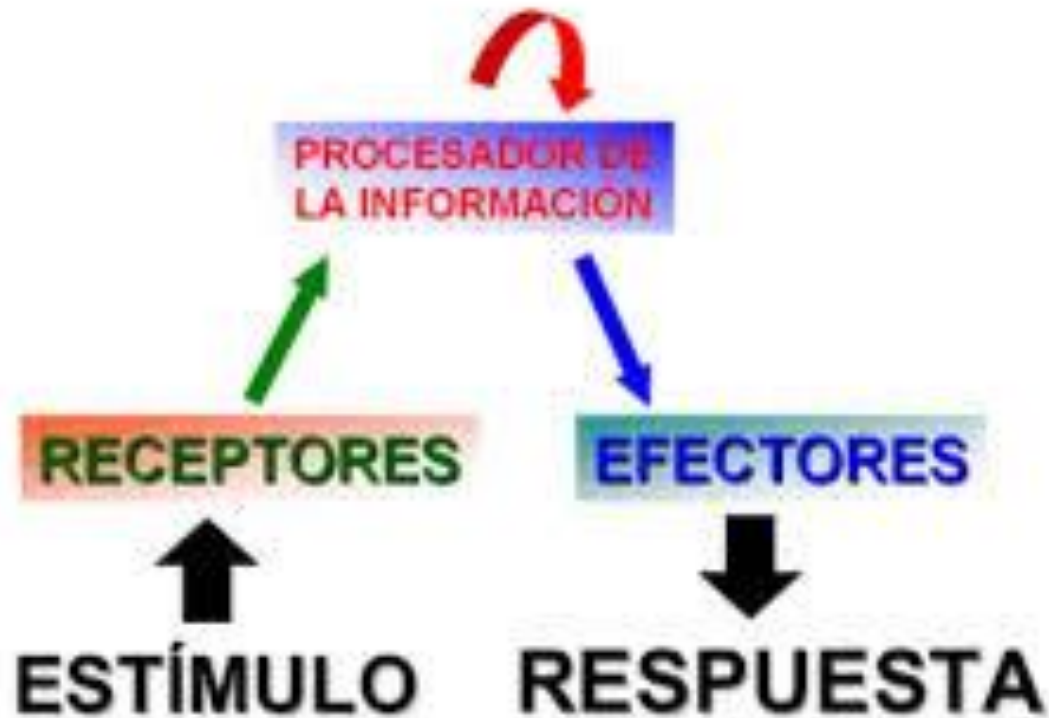 PROCESADOR DE
LA INFORMACIÓN
RECEPTORES
EFECTORES
ESTÍMULO
RESPUESTA